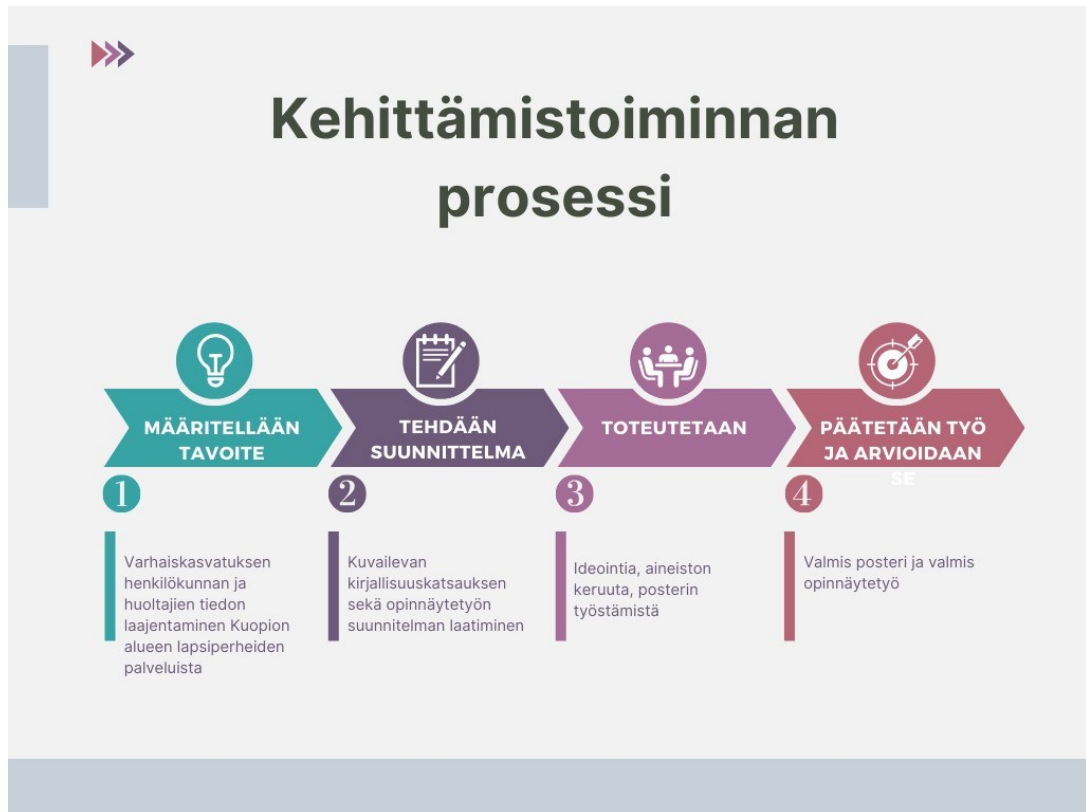 Kehittämistoiminnan
prosessi
MÄÄRITELLÄÄN
TAVOITE
TEHDÄÄN
SUUNNITTELMA
TOTEUTETAAN
PÄÄTETÄÄN TYÖ
JA ARVIOIDAAN
SE
1
Varhaiskasvatuksen
henkilökunnan ja
huoltajien tiedon
laajentaminen Kuopion
alueen lapsiperheiden
palveluista
2
Kuvailevan
kirjallisuuskatsauksen
sekä opinnäytetyön
suunnitelman laatiminen
3
Ideointia, aineiston
keruuta, posterin
työstämistä
4
Valmis posteri ja valmis
opinnäytetyö